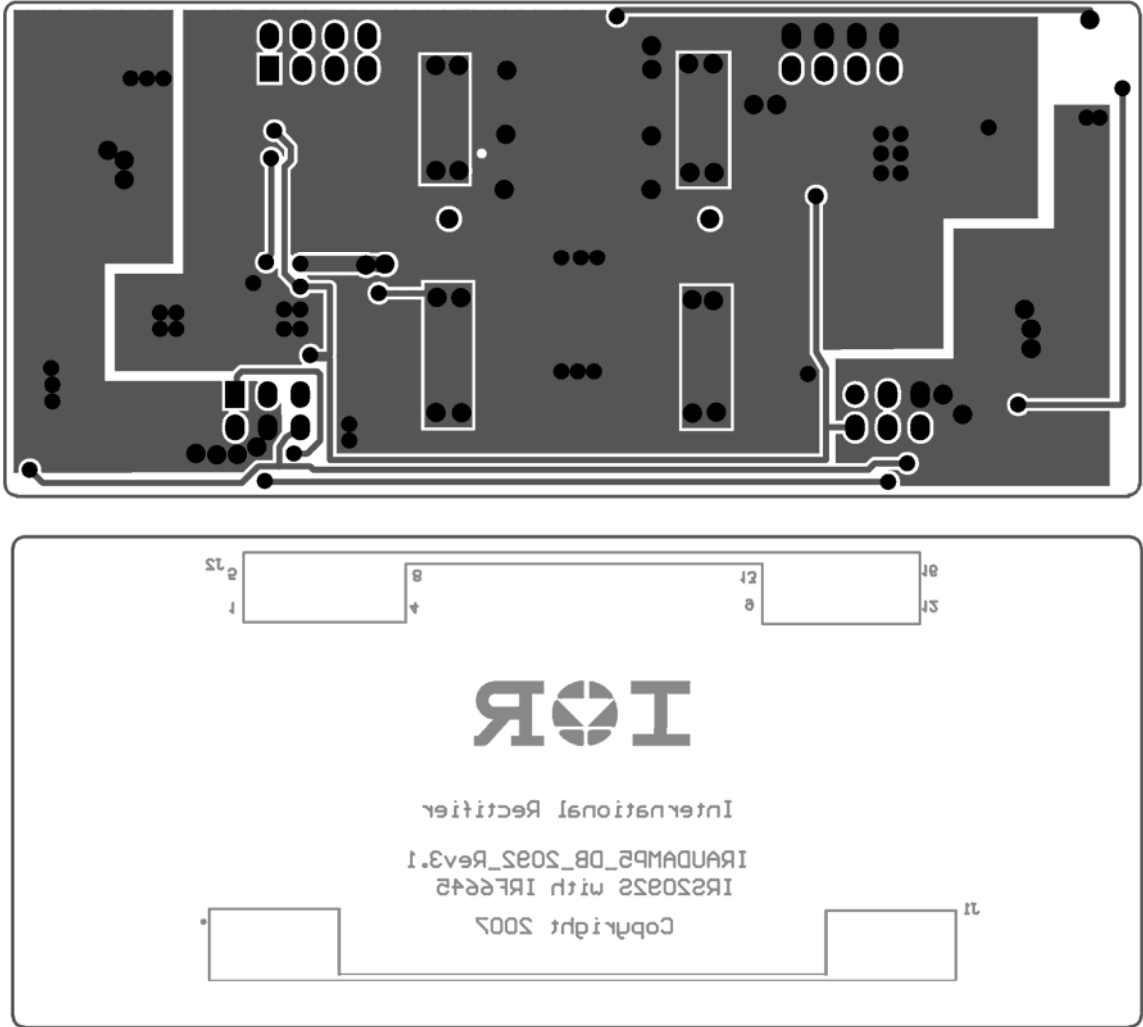 J2
5
8
13
16
1
4
9
12
IOR
International Rectifier
IRAUDAMP5_DB_2092_Rev3.1
IRS2092S with IRF6645
Copyright 2007
J1